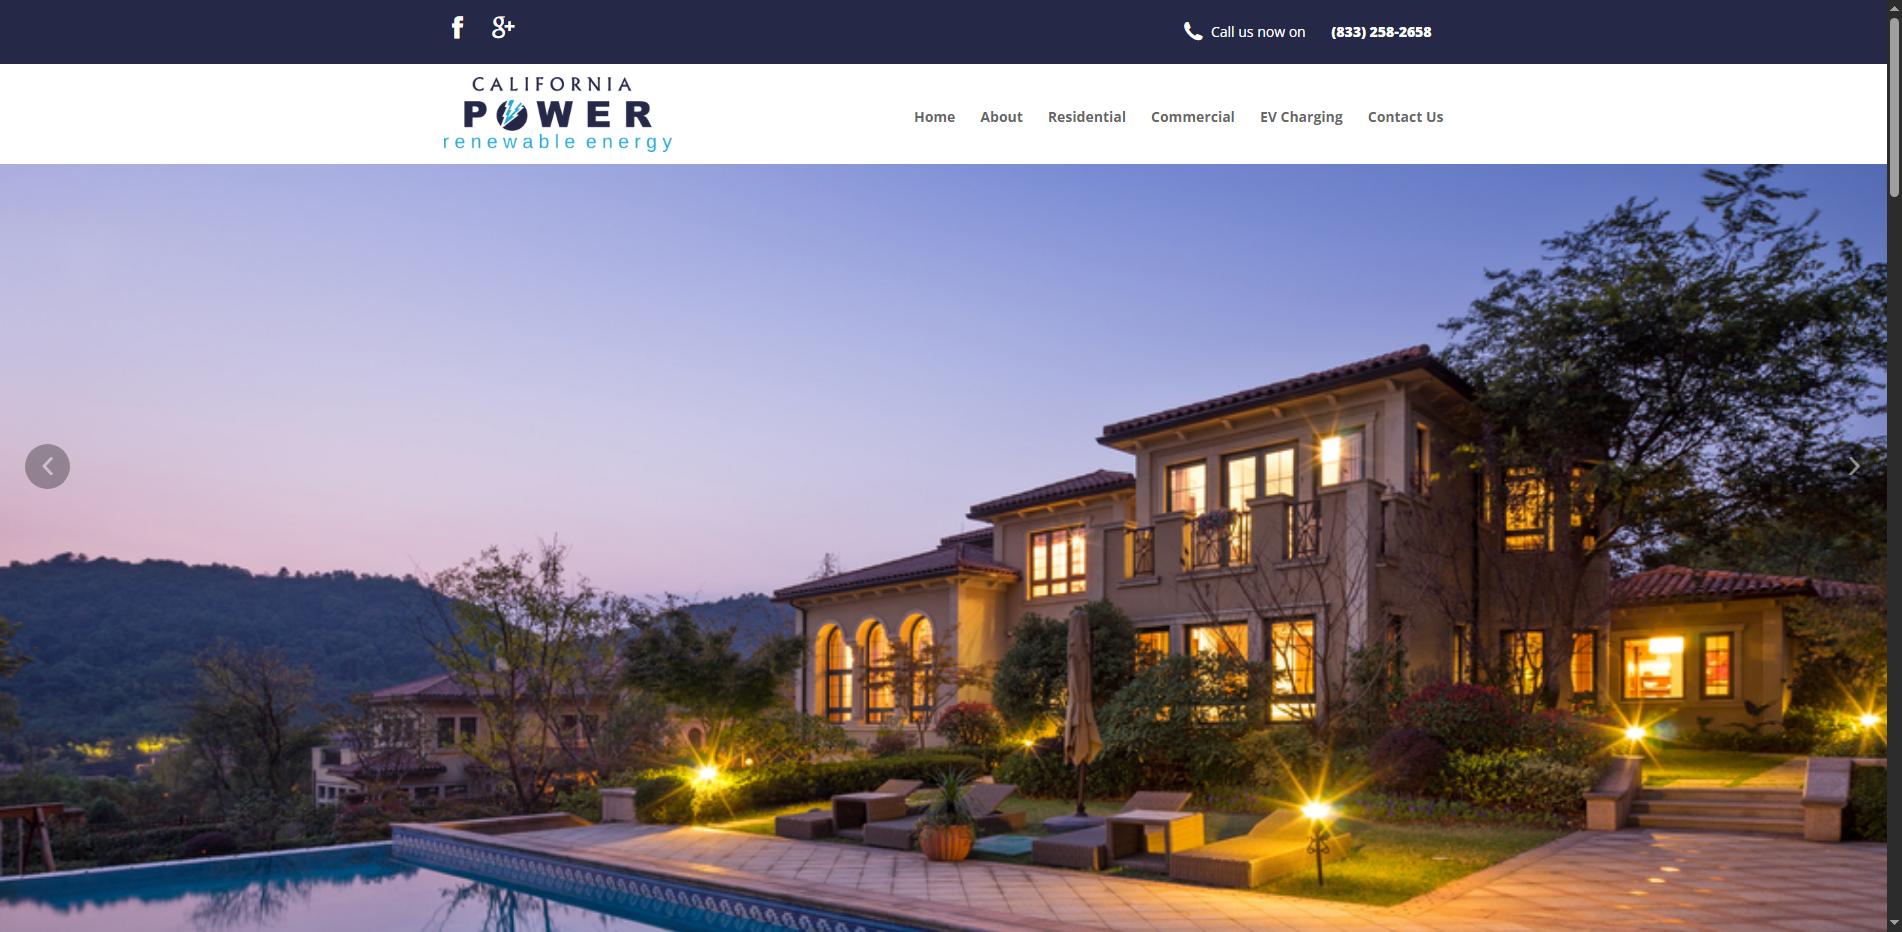 Call us now on (833) 258-2658
CALIFORNIA
POWER
renewable energy
Home About Residential Commercial EV Charging Contact Us